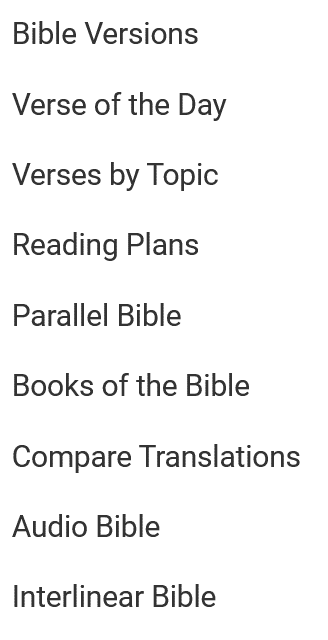 Bible Versions
Verse of the Day
Verses by Topic
Reading Plans
Parallel Bible
Books of the Bible
Compare Translations
Audio Bible
Interlinear Bible